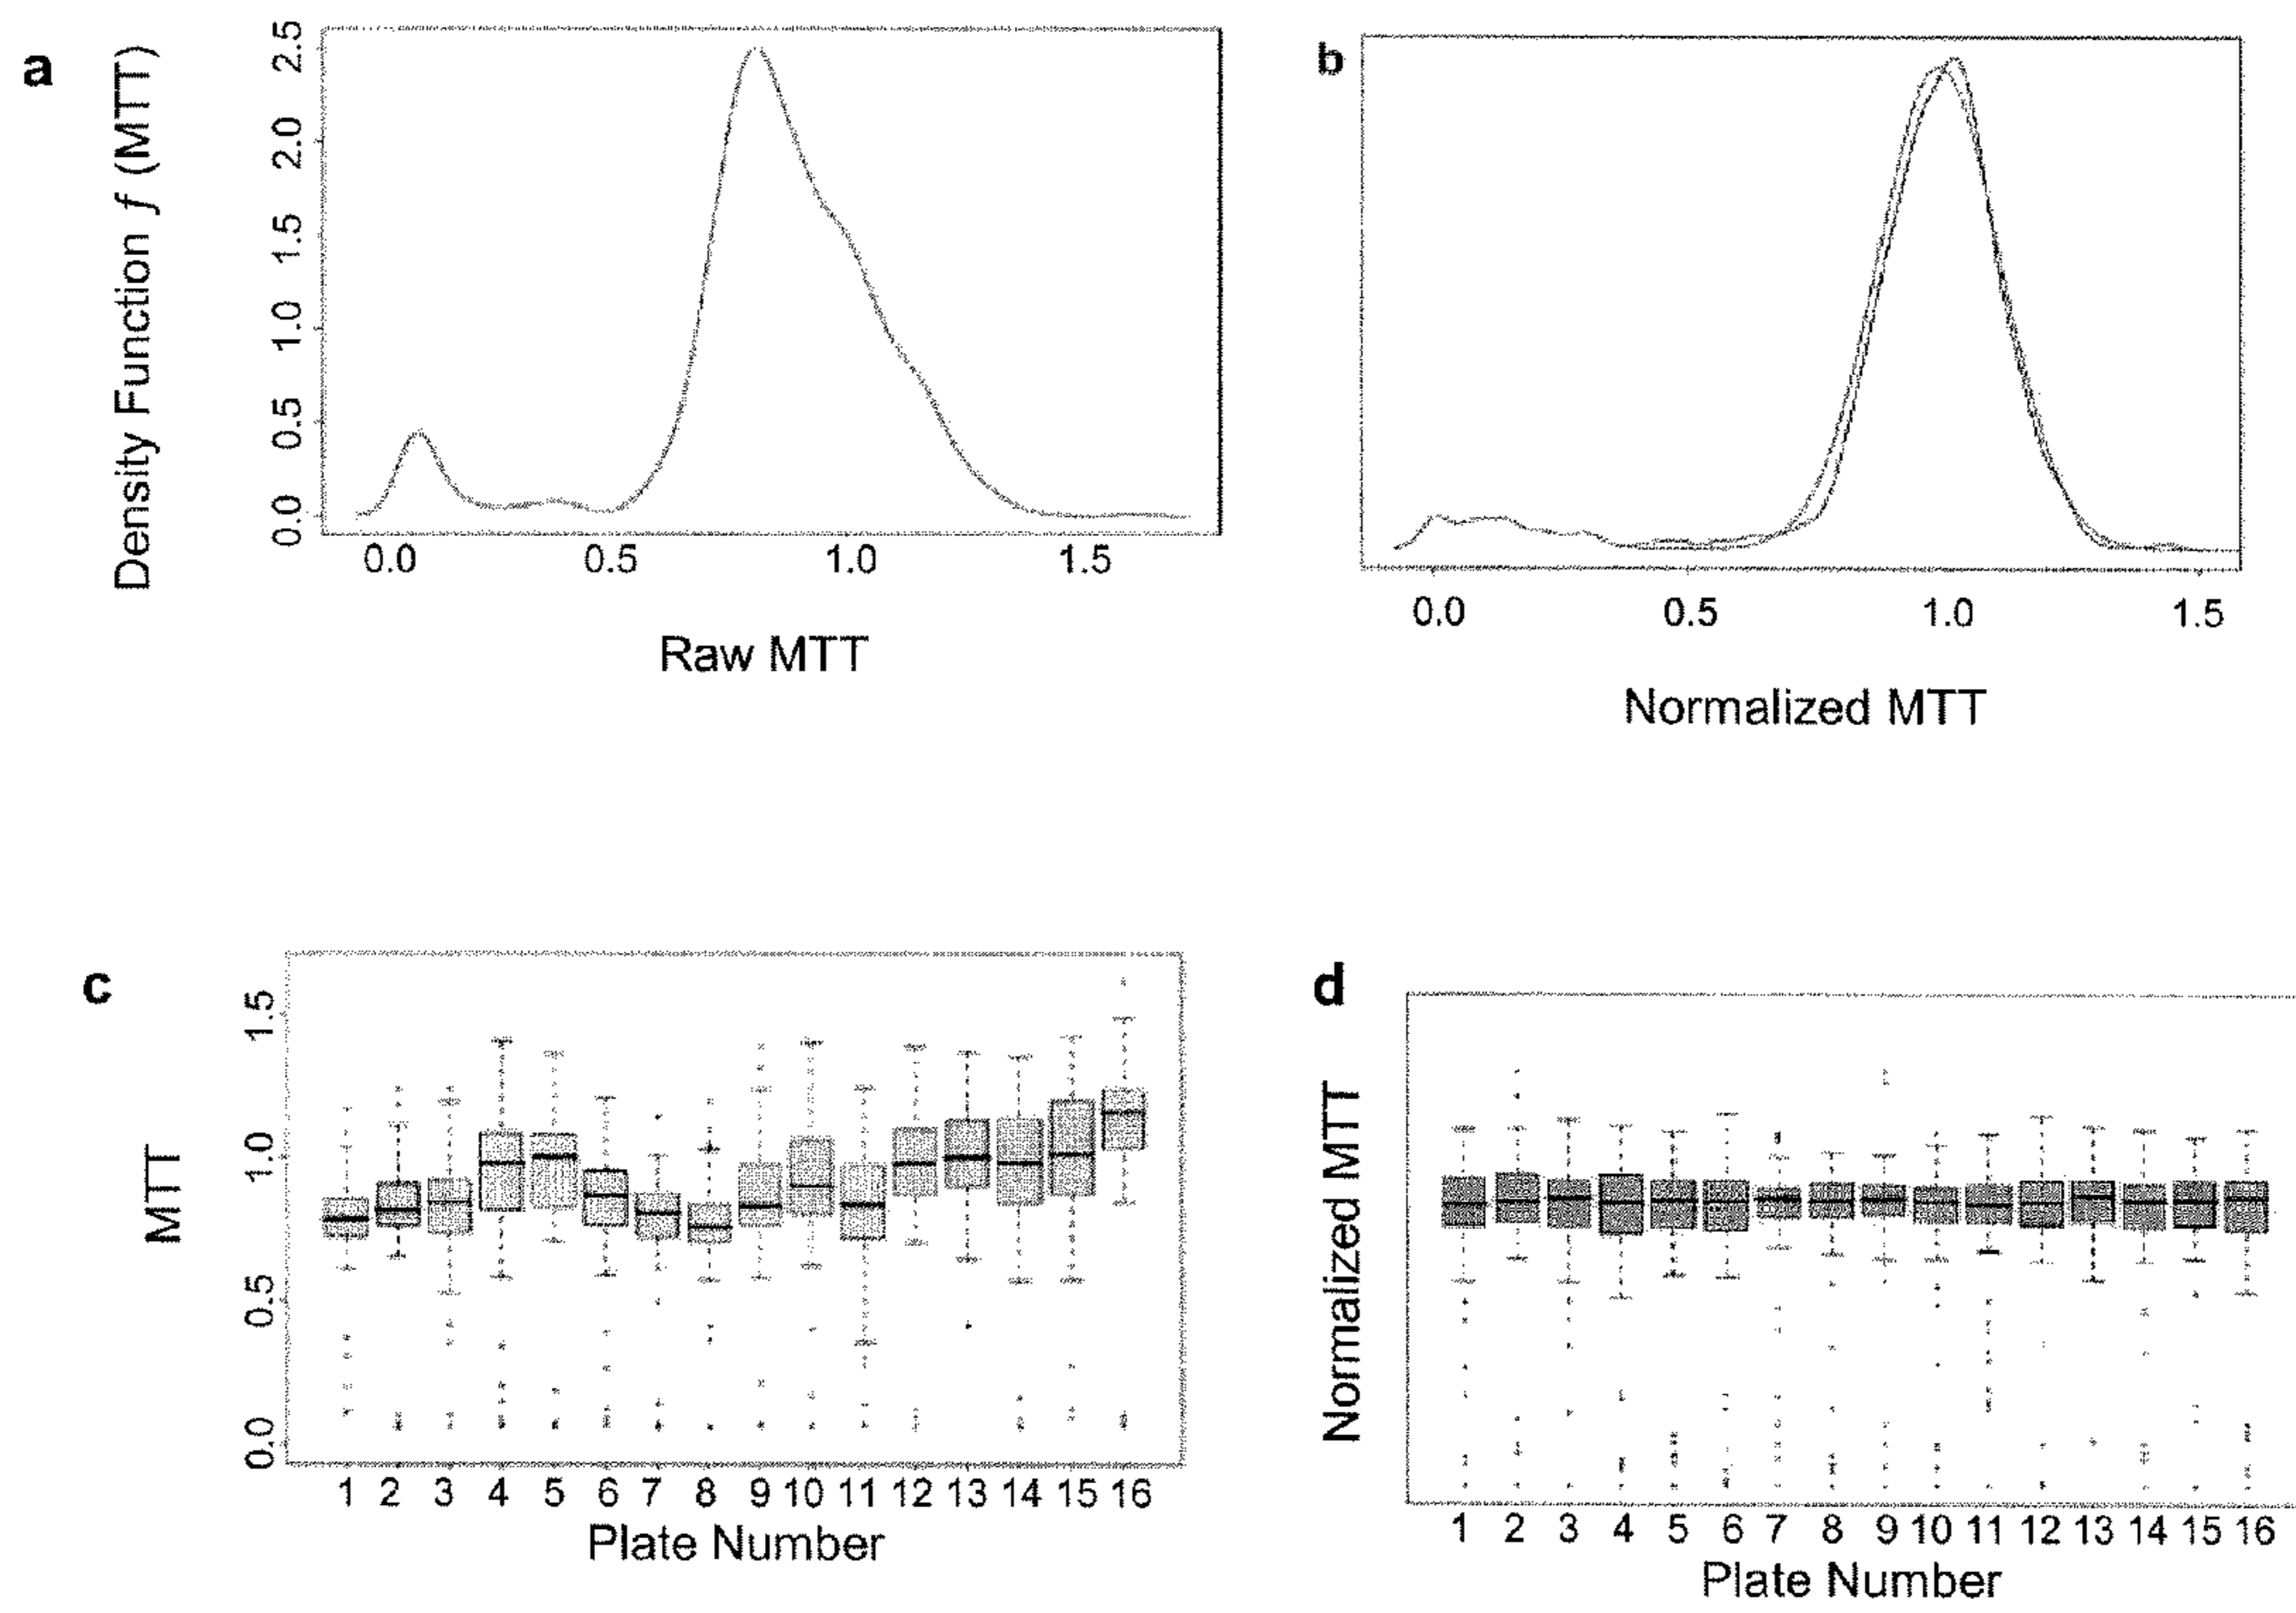 a
Density Function f (MTT)
2.5
2.0
1.5
1.0
0.5
0.0
0.0 0.5 1.0 1.5
Raw MTT
b
0.0 0.5 1.0 1.5
Normalized MTT
c
MTT
1.5
1.0
0.5
0.0
1 2 3 4 5 6 7 8 9 10 11 12 13 14 15 16
Plate Number
d
Normalized MTT
1 2 3 4 5 6 7 8 9 10 11 12 13 14 15 16
Plate Number